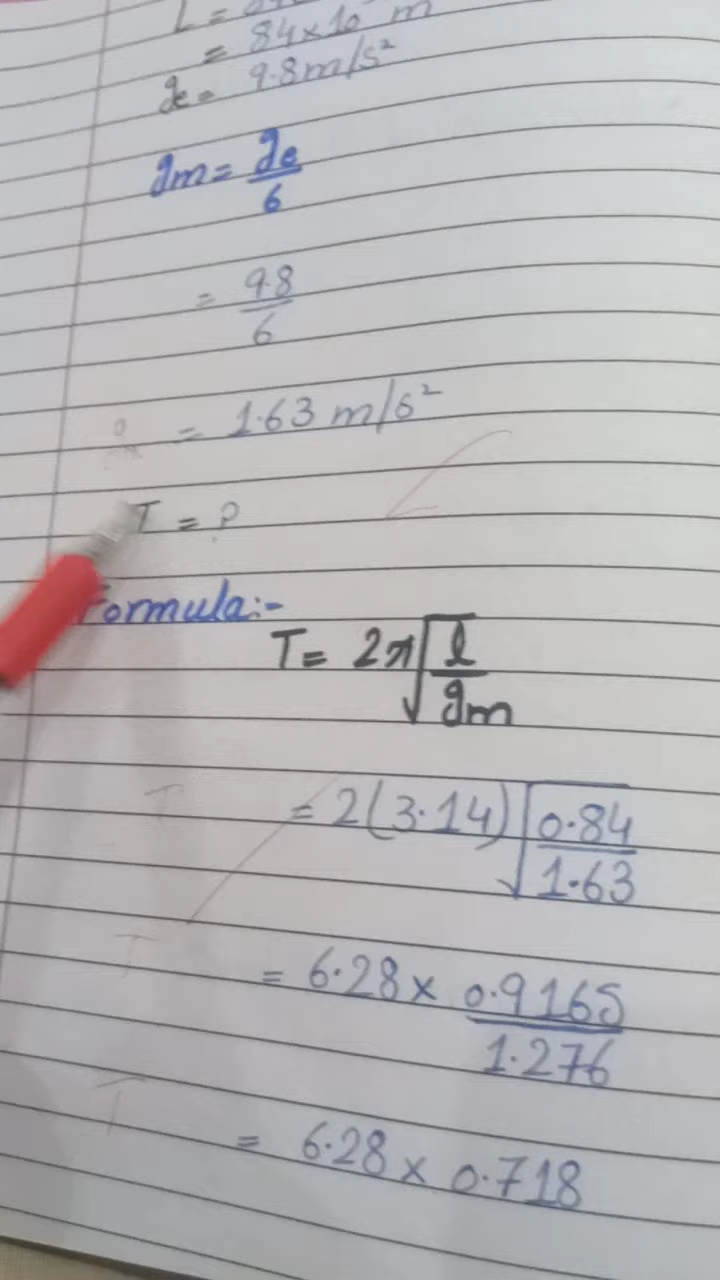 L =
= 84×10 m
ge = 9.8 m/s²
gm = ge/6
= 9.8/6
= 1.63 m/s²
T = ?
Formula:-
T = 2π√(l/gm)
T = 2(3.14)√(0.84/1.63)
T = 6.28 × 0.9165/1.276
T = 6.28 × 0.718